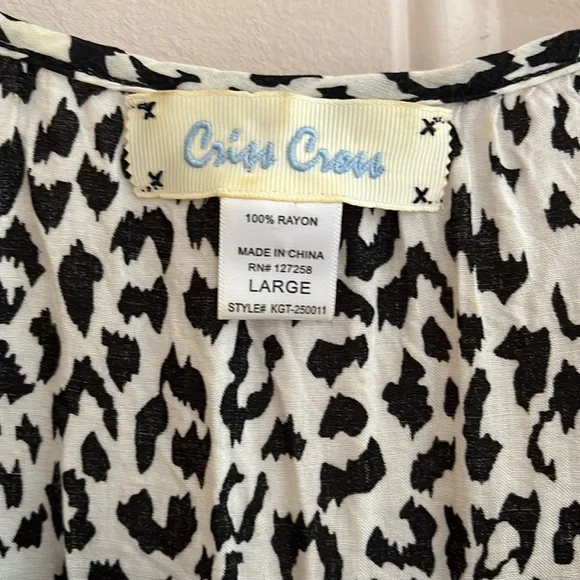 Criss Cross
100% RAYON
MADE IN CHINA
RN# 127258
LARGE
STYLE# KGT-250011